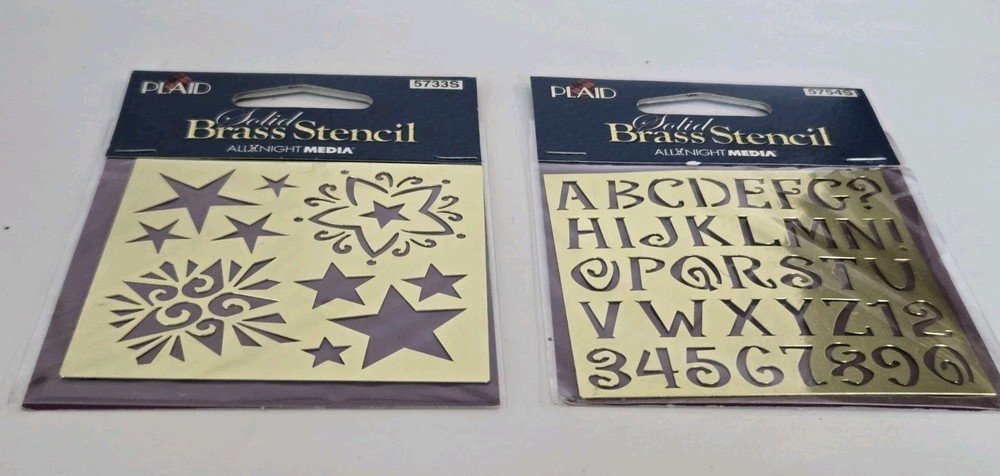 PLAID
5733S
Solid
Brass Stencil
ALL NIGHT MEDIA
PLAID
5754S
Solid
Brass Stencil
ALL NIGHT MEDIA
ABCDEFG?
HIJKLMN!
OPQRSTU
VWXYZ12
34567890